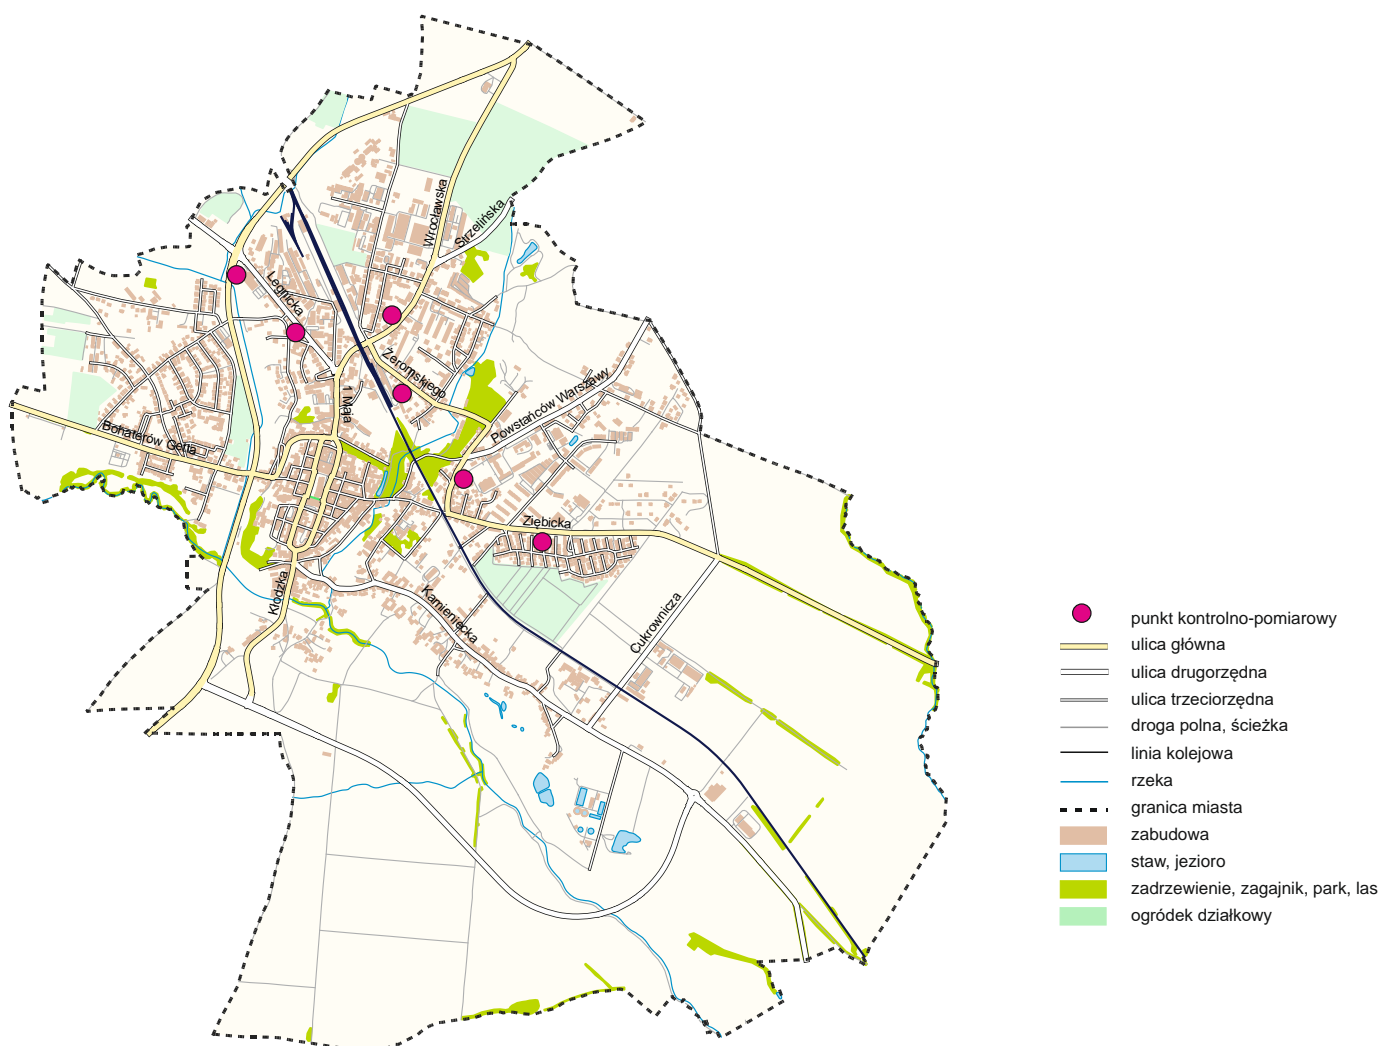 Wrocławska
Strzelińska
Legnicka
Żeromskiego
1 Maja
Powstańców Warszawy
Bohaterów Getta
Ziębicka
Kłodzka
Kamieniecka
Cukrownicza
punkt kontrolno-pomiarowy
ulica główna
ulica drugorzędna
ulica trzeciorzędna
droga polna, ścieżka
linia kolejowa
rzeka
granica miasta
zabudowa
staw, jezioro
zadrzewienie, zagajnik, park, las
ogródek działkowy